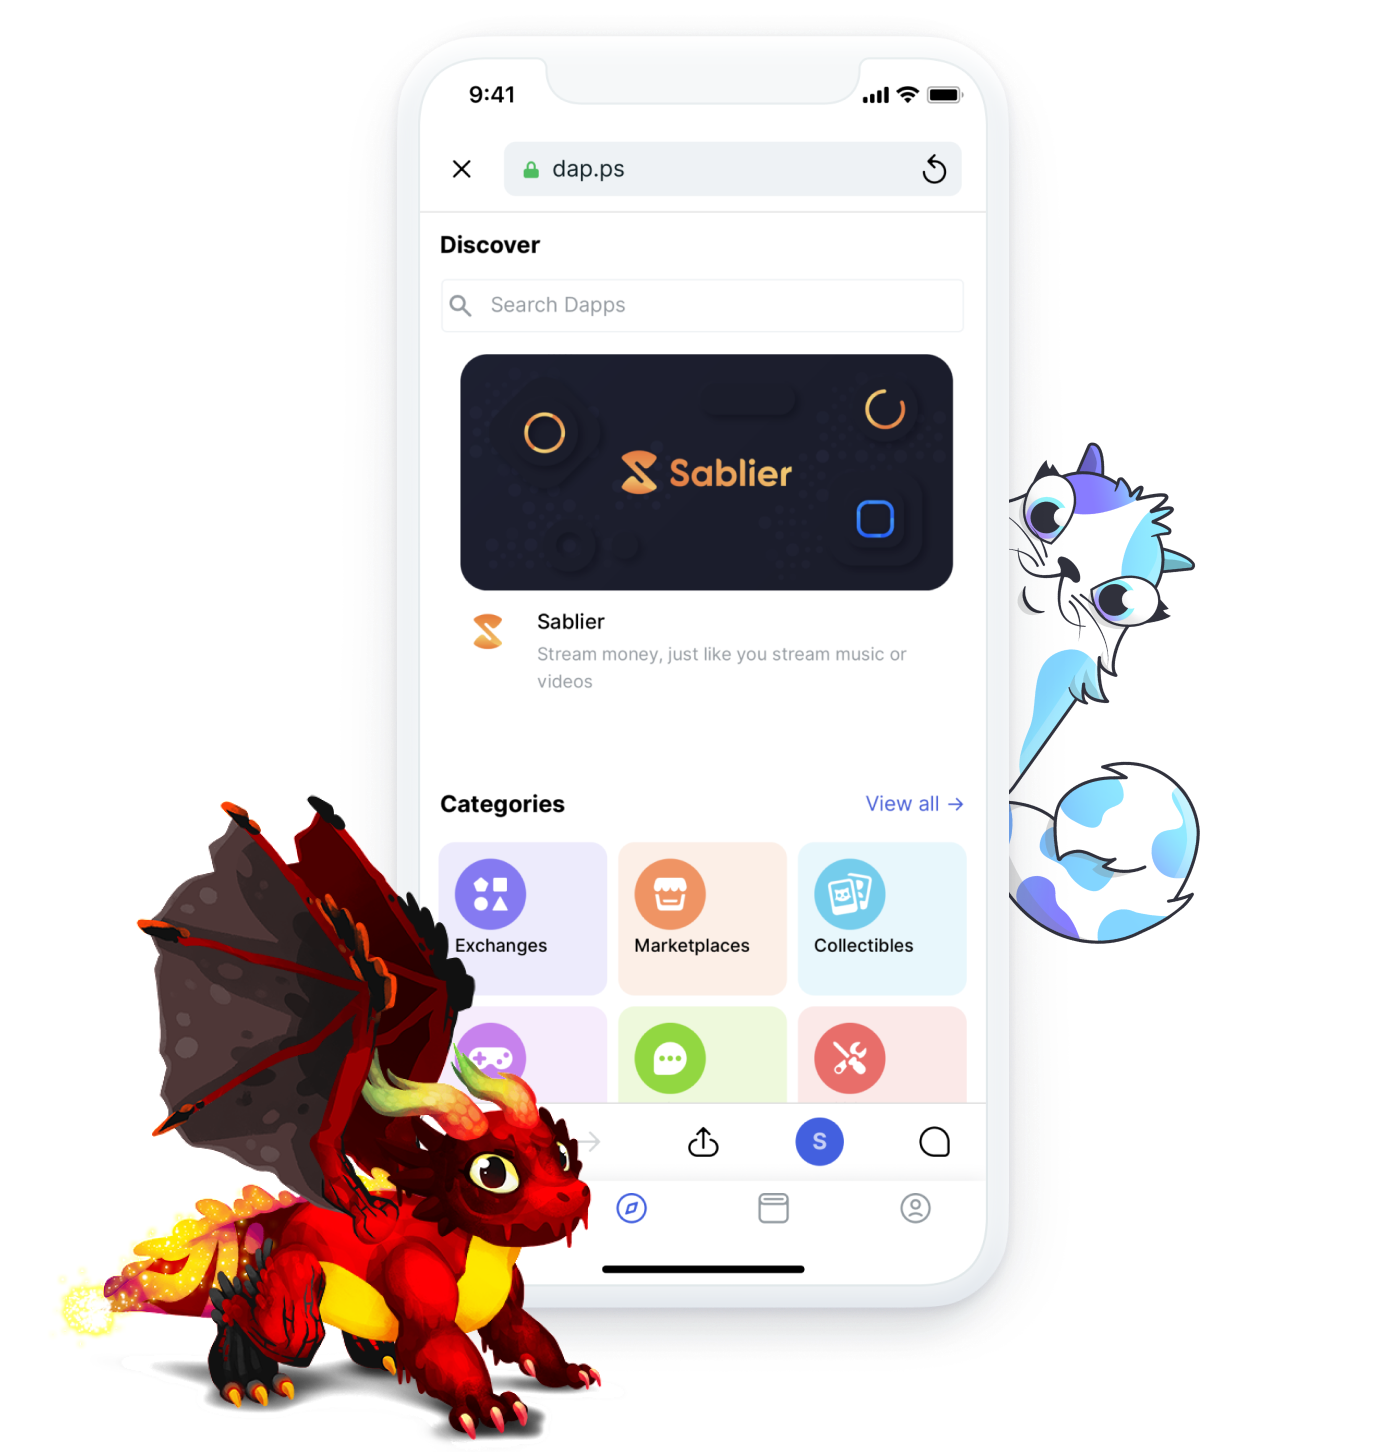 9:41
dap.ps
Discover
Search Dapps
Sablier
Sablier
Stream money, just like you stream music or
videos
Categories
View all →
Exchanges
Marketplaces
Collectibles
S